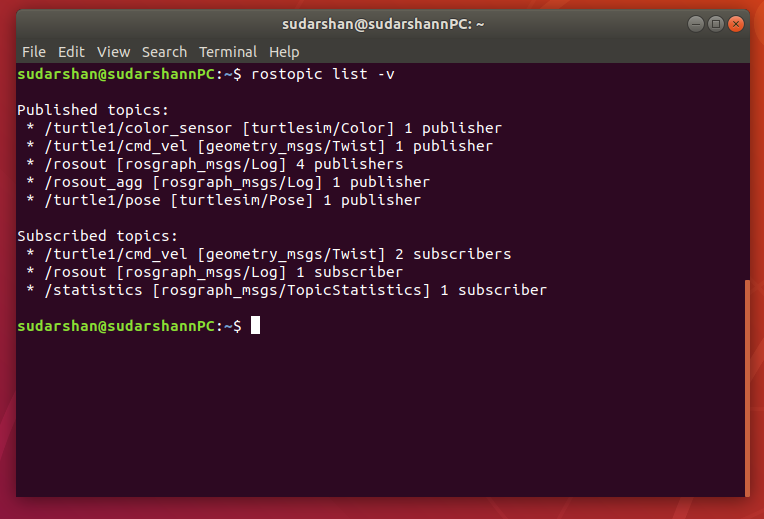 sudarshan@sudarshannPC: ~
File Edit View Search Terminal Help
sudarshan@sudarshannPC:~$ rostopic list -v
Published topics:
* /turtle1/color_sensor [turtlesim/Color] 1 publisher
* /turtle1/cmd_vel [geometry_msgs/Twist] 1 publisher
* /rosout [rosgraph_msgs/Log] 4 publishers
* /rosout_agg [rosgraph_msgs/Log] 1 publisher
* /turtle1/pose [turtlesim/Pose] 1 publisher
Subscribed topics:
* /turtle1/cmd_vel [geometry_msgs/Twist] 2 subscribers
* /rosout [rosgraph_msgs/Log] 1 subscriber
* /statistics [rosgraph_msgs/TopicStatistics] 1 subscriber
sudarshan@sudarshannPC:~$